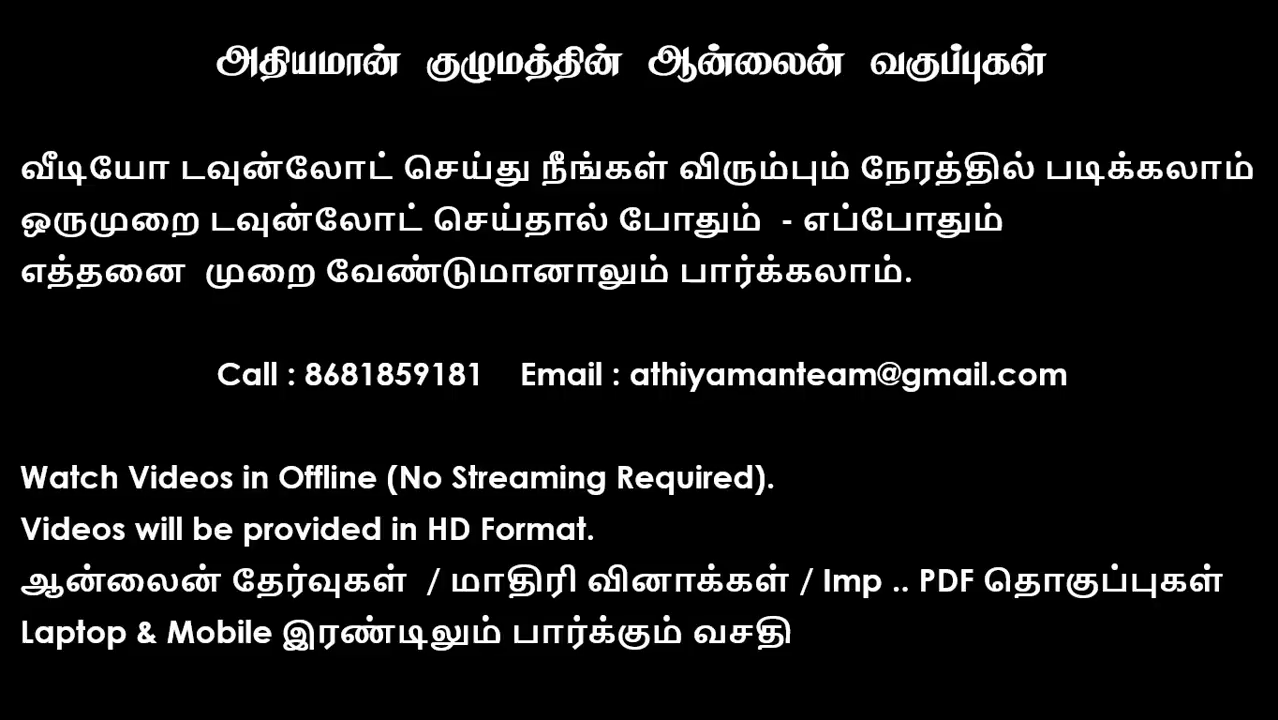 அதியமான் குழுமத்தின் ஆன்லைன் வகுப்புகள்
வீடியோ டவுன்லோட் செய்து நீங்கள் விரும்பும் நேரத்தில் படிக்கலாம்
ஒருமுறை டவுன்லோட் செய்தால் போதும் - எப்போதும்
எத்தனை முறை வேண்டுமானாலும் பார்க்கலாம்.
Call : 8681859181 Email : athiyamanteam@gmail.com
Watch Videos in Offline (No Streaming Required).
Videos will be provided in HD Format.
ஆன்லைன் தேர்வுகள் / மாதிரி வினாக்கள் / Imp .. PDF தொகுப்புகள்
Laptop & Mobile இரண்டிலும் பார்க்கும் வசதி